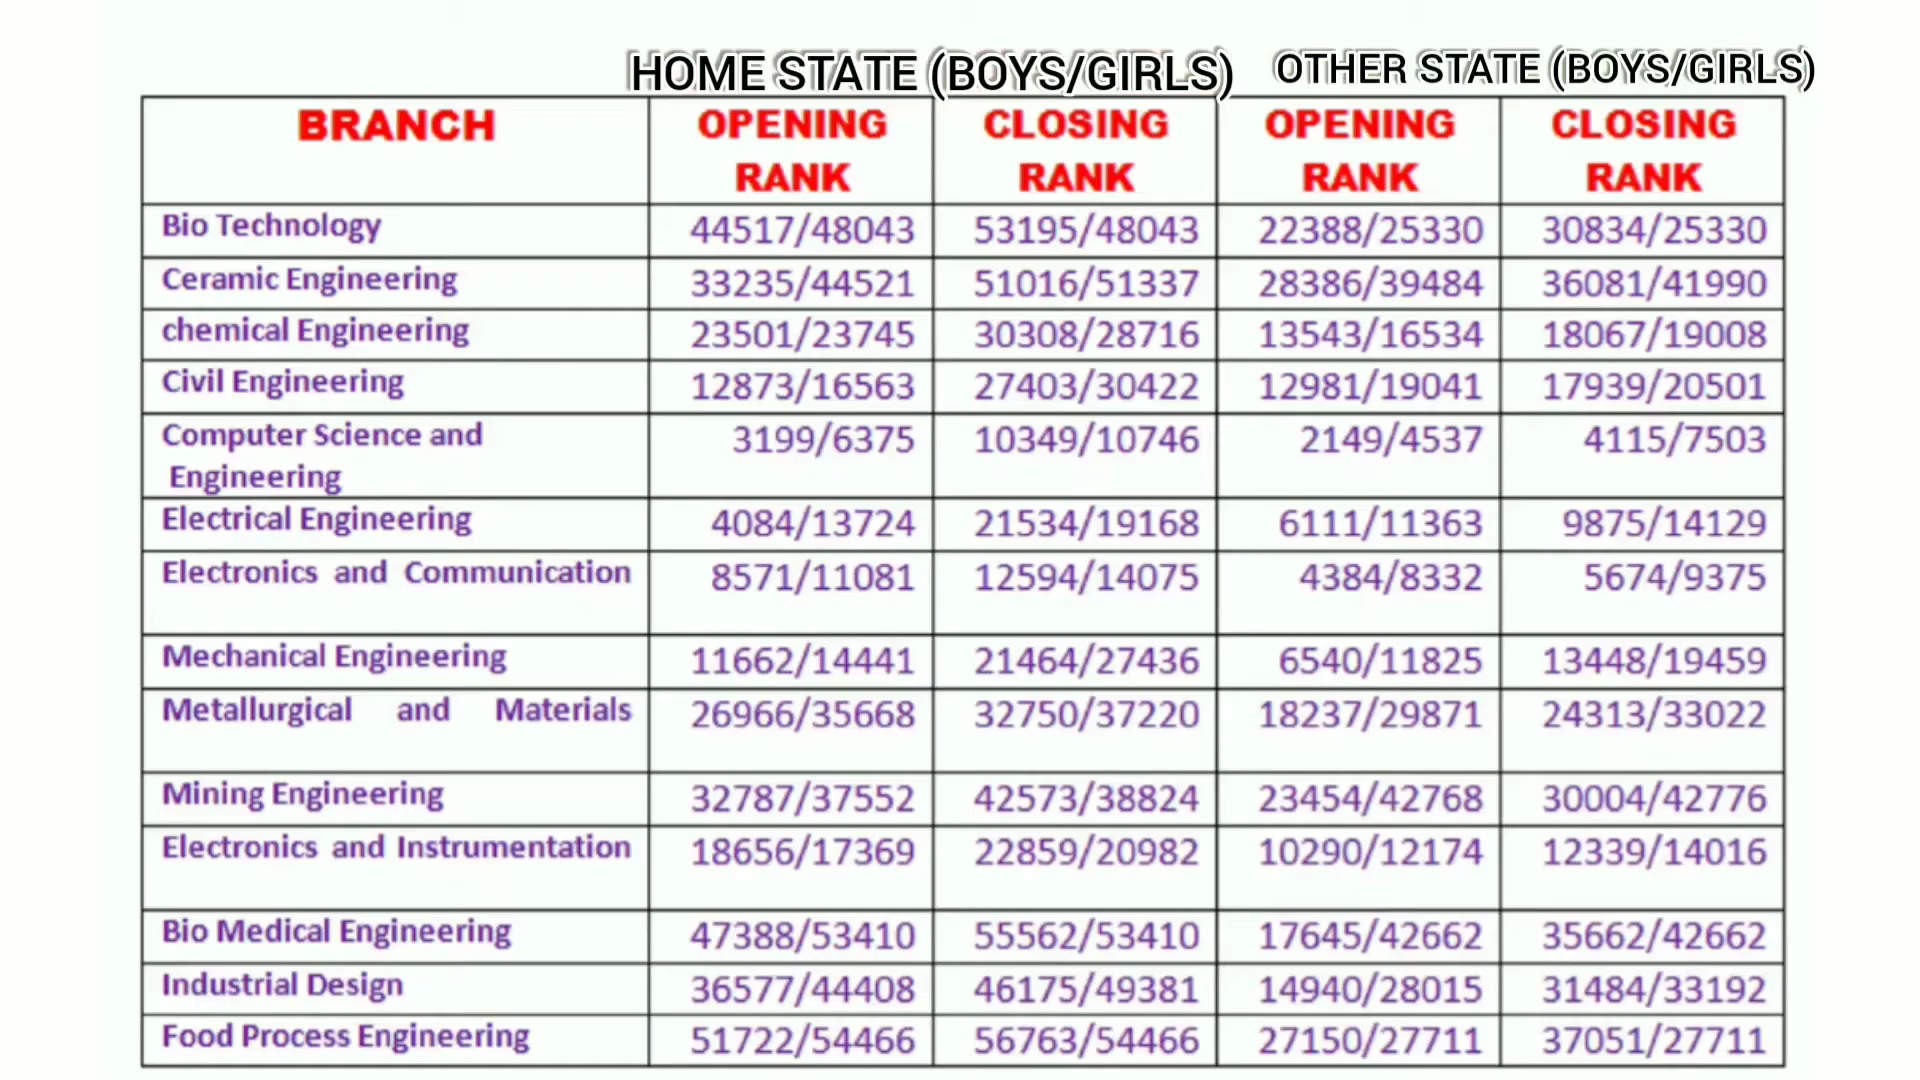 HOME STATE (BOYS/GIRLS) OTHER STATE (BOYS/GIRLS)
BRANCH OPENING RANK CLOSING RANK OPENING RANK CLOSING RANK
Bio Technology 44517/48043 53195/48043 22388/25330 30834/25330
Ceramic Engineering 33235/44521 51016/51337 28386/39484 36081/41990
chemical Engineering 23501/23745 30308/28716 13543/16534 18067/19008
Civil Engineering 12873/16563 27403/30422 12981/19041 17939/20501
Computer Science and Engineering 3199/6375 10349/10746 2149/4537 4115/7503
Electrical Engineering 4084/13724 21534/19168 6111/11363 9875/14129
Electronics and Communication 8571/11081 12594/14075 4384/8332 5674/9375
Mechanical Engineering 11662/14441 21464/27436 6540/11825 13448/19459
Metallurgical and Materials 26966/35668 32750/37220 18237/29871 24313/33022
Mining Engineering 32787/37552 42573/38824 23454/42768 30004/42776
Electronics and Instrumentation 18656/17369 22859/20982 10290/12174 12339/14016
Bio Medical Engineering 47388/53410 55562/53410 17645/42662 35662/42662
Industrial Design 36577/44408 46175/49381 14940/28015 31484/33192
Food Process Engineering 51722/54466 56763/54466 27150/27711 37051/27711